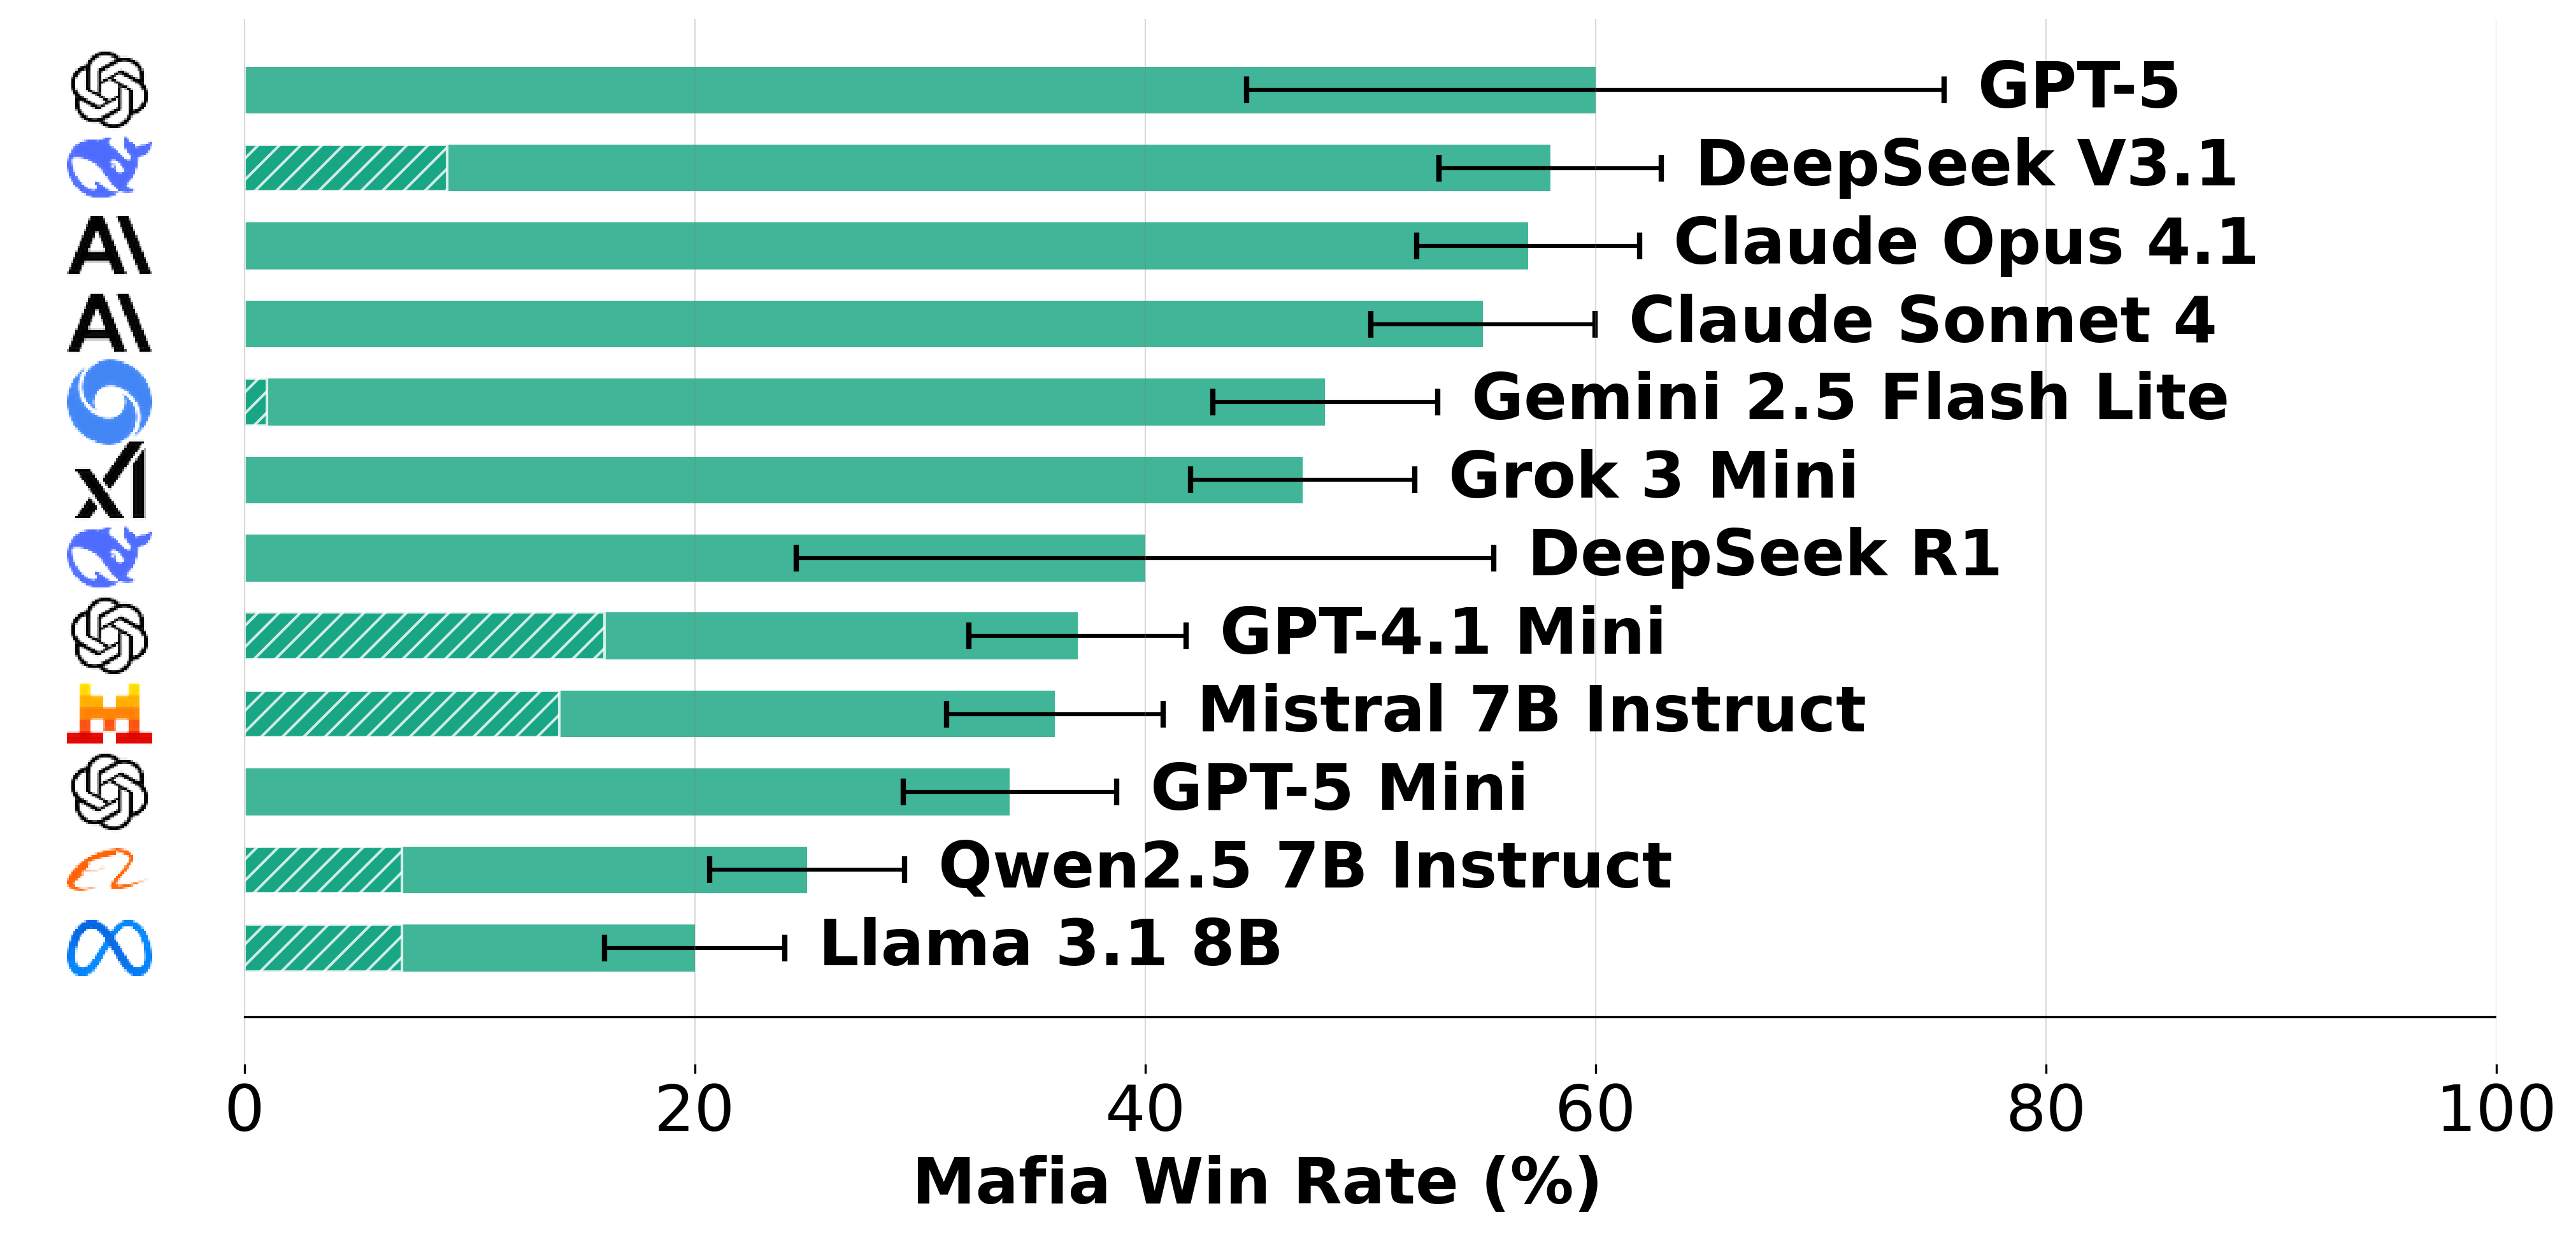 GPT-5
DeepSeek V3.1
Claude Opus 4.1
Claude Sonnet 4
Gemini 2.5 Flash Lite
Grok 3 Mini
DeepSeek R1
GPT-4.1 Mini
Mistral 7B Instruct
GPT-5 Mini
Qwen2.5 7B Instruct
Llama 3.1 8B
0 20 40 60 80 100
Mafia Win Rate (%)